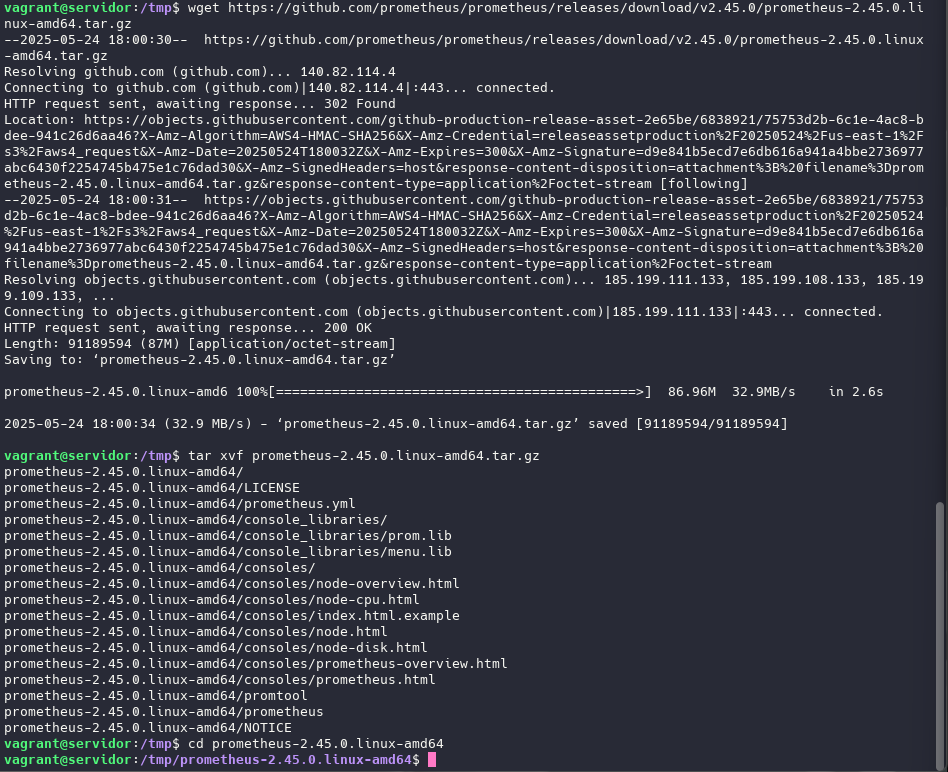 vagrant@servidor:/tmp$ wget https://github.com/prometheus/prometheus/releases/download/v2.45.0/prometheus-2.45.0.li
nux-amd64.tar.gz
--2025-05-24 18:00:30--  https://github.com/prometheus/prometheus/releases/download/v2.45.0/prometheus-2.45.0.linux
-amd64.tar.gz
Resolving github.com (github.com)... 140.82.114.4
Connecting to github.com (github.com)|140.82.114.4|:443... connected.
HTTP request sent, awaiting response... 302 Found
Location: https://objects.githubusercontent.com/github-production-release-asset-2e65be/6838921/75753d2b-6c1e-4ac8-b
dee-941c26d6aa46?X-Amz-Algorithm=AWS4-HMAC-SHA256&X-Amz-Credential=releaseassetproduction%2F20250524%2Fus-east-1%2F
s3%2Faws4_request&X-Amz-Date=20250524T180032Z&X-Amz-Expires=300&X-Amz-Signature=d9e841b5ecd7e6db616a941a4bbe2736977
abc6430f2254745b475e1c76dad30&X-Amz-SignedHeaders=host&response-content-disposition=attachment%3B%20filename%3Dprom
etheus-2.45.0.linux-amd64.tar.gz&response-content-type=application%2Foctet-stream [following]
--2025-05-24 18:00:31--  https://objects.githubusercontent.com/github-production-release-asset-2e65be/6838921/75753
d2b-6c1e-4ac8-bdee-941c26d6aa46?X-Amz-Algorithm=AWS4-HMAC-SHA256&X-Amz-Credential=releaseassetproduction%2F20250524
%2Fus-east-1%2Fs3%2Faws4_request&X-Amz-Date=20250524T180032Z&X-Amz-Expires=300&X-Amz-Signature=d9e841b5ecd7e6db616a
941a4bbe2736977abc6430f2254745b475e1c76dad30&X-Amz-SignedHeaders=host&response-content-disposition=attachment%3B%20
filename%3Dprometheus-2.45.0.linux-amd64.tar.gz&response-content-type=application%2Foctet-stream
Resolving objects.githubusercontent.com (objects.githubusercontent.com)... 185.199.111.133, 185.199.108.133, 185.19
9.109.133, ...
Connecting to objects.githubusercontent.com (objects.githubusercontent.com)|185.199.111.133|:443... connected.
HTTP request sent, awaiting response... 200 OK
Length: 91189594 (87M) [application/octet-stream]
Saving to: ‘prometheus-2.45.0.linux-amd64.tar.gz’

prometheus-2.45.0.linux-amd6 100%[=============================================>]  86.96M  32.9MB/s    in 2.6s

2025-05-24 18:00:34 (32.9 MB/s) - ‘prometheus-2.45.0.linux-amd64.tar.gz’ saved [91189594/91189594]

vagrant@servidor:/tmp$ tar xvf prometheus-2.45.0.linux-amd64.tar.gz
prometheus-2.45.0.linux-amd64/
prometheus-2.45.0.linux-amd64/LICENSE
prometheus-2.45.0.linux-amd64/prometheus.yml
prometheus-2.45.0.linux-amd64/console_libraries/
prometheus-2.45.0.linux-amd64/console_libraries/prom.lib
prometheus-2.45.0.linux-amd64/console_libraries/menu.lib
prometheus-2.45.0.linux-amd64/consoles/
prometheus-2.45.0.linux-amd64/consoles/node-overview.html
prometheus-2.45.0.linux-amd64/consoles/node-cpu.html
prometheus-2.45.0.linux-amd64/consoles/index.html.example
prometheus-2.45.0.linux-amd64/consoles/node.html
prometheus-2.45.0.linux-amd64/consoles/node-disk.html
prometheus-2.45.0.linux-amd64/consoles/prometheus-overview.html
prometheus-2.45.0.linux-amd64/consoles/prometheus.html
prometheus-2.45.0.linux-amd64/promtool
prometheus-2.45.0.linux-amd64/prometheus
prometheus-2.45.0.linux-amd64/NOTICE
vagrant@servidor:/tmp$ cd prometheus-2.45.0.linux-amd64
vagrant@servidor:/tmp/prometheus-2.45.0.linux-amd64$